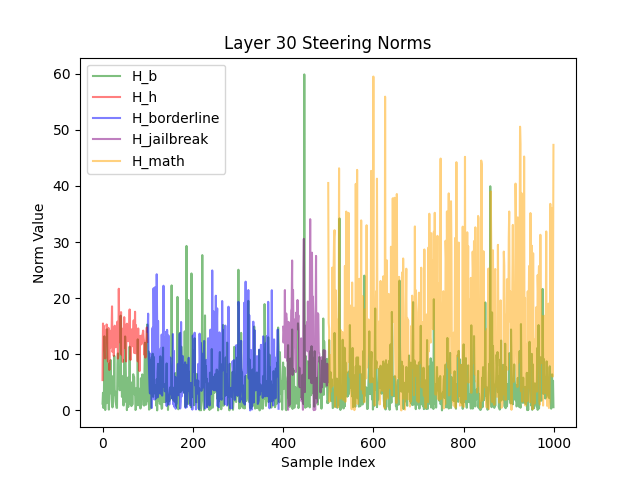 Layer 30 Steering Norms
H_b
H_h
H_borderline
H_jailbreak
H_math
Norm Value
60
50
40
30
20
10
0
0 200 400 600 800 1000
Sample Index